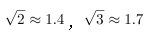 √2 ≈ 1.4 , √3 ≈ 1.7